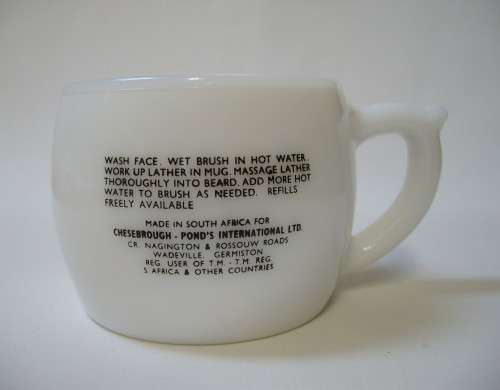 WASH FACE. WET BRUSH IN HOT WATER.
WORK UP LATHER IN MUG. MASSAGE LATHER
THOROUGHLY INTO BEARD. ADD MORE HOT
WATER TO BRUSH AS NEEDED. REFILLS
FREELY AVAILABLE
MADE IN SOUTH AFRICA FOR
CHESEBROUGH - POND'S INTERNATIONAL LTD.
CR. NAGINGTON & ROSSOUW ROADS
WADEVILLE, GERMISTON
REG. USER OF T.M. - T.M. REG.
S. AFRICA & OTHER COUNTRIES